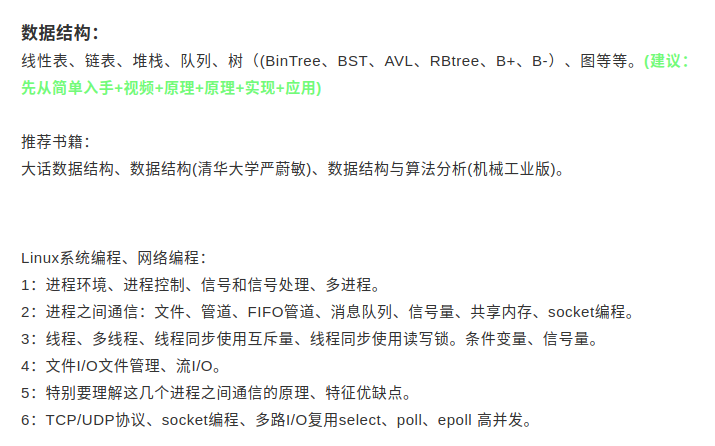 数据结构：
线性表、链表、堆栈、队列、树（(BinTree、BST、AVL、RBtree、B+、B-）、图等等。(建议：
先从简单入手+视频+原理+原理+实现+应用)
推荐书籍：
大话数据结构、数据结构(清华大学严蔚敏)、数据结构与算法分析(机械工业版)。
Linux系统编程、网络编程：
1：进程环境、进程控制、信号和信号处理、多进程。
2：进程之间通信：文件、管道、FIFO管道、消息队列、信号量、共享内存、socket编程。
3：线程、多线程、线程同步使用互斥量、线程同步使用读写锁。条件变量、信号量。
4：文件I/O文件管理、流I/O。
5：特别要理解这几个进程之间通信的原理、特征优缺点。
6：TCP/UDP协议、socket编程、多路I/O复用select、poll、epoll 高并发。